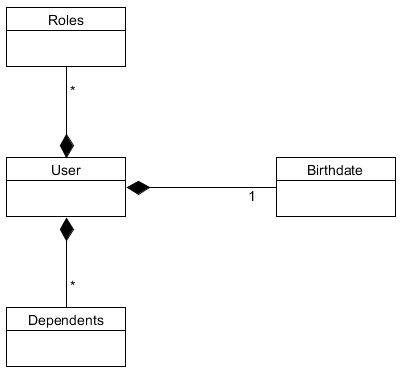 Roles
*
User
Birthdate
1
*
Dependents